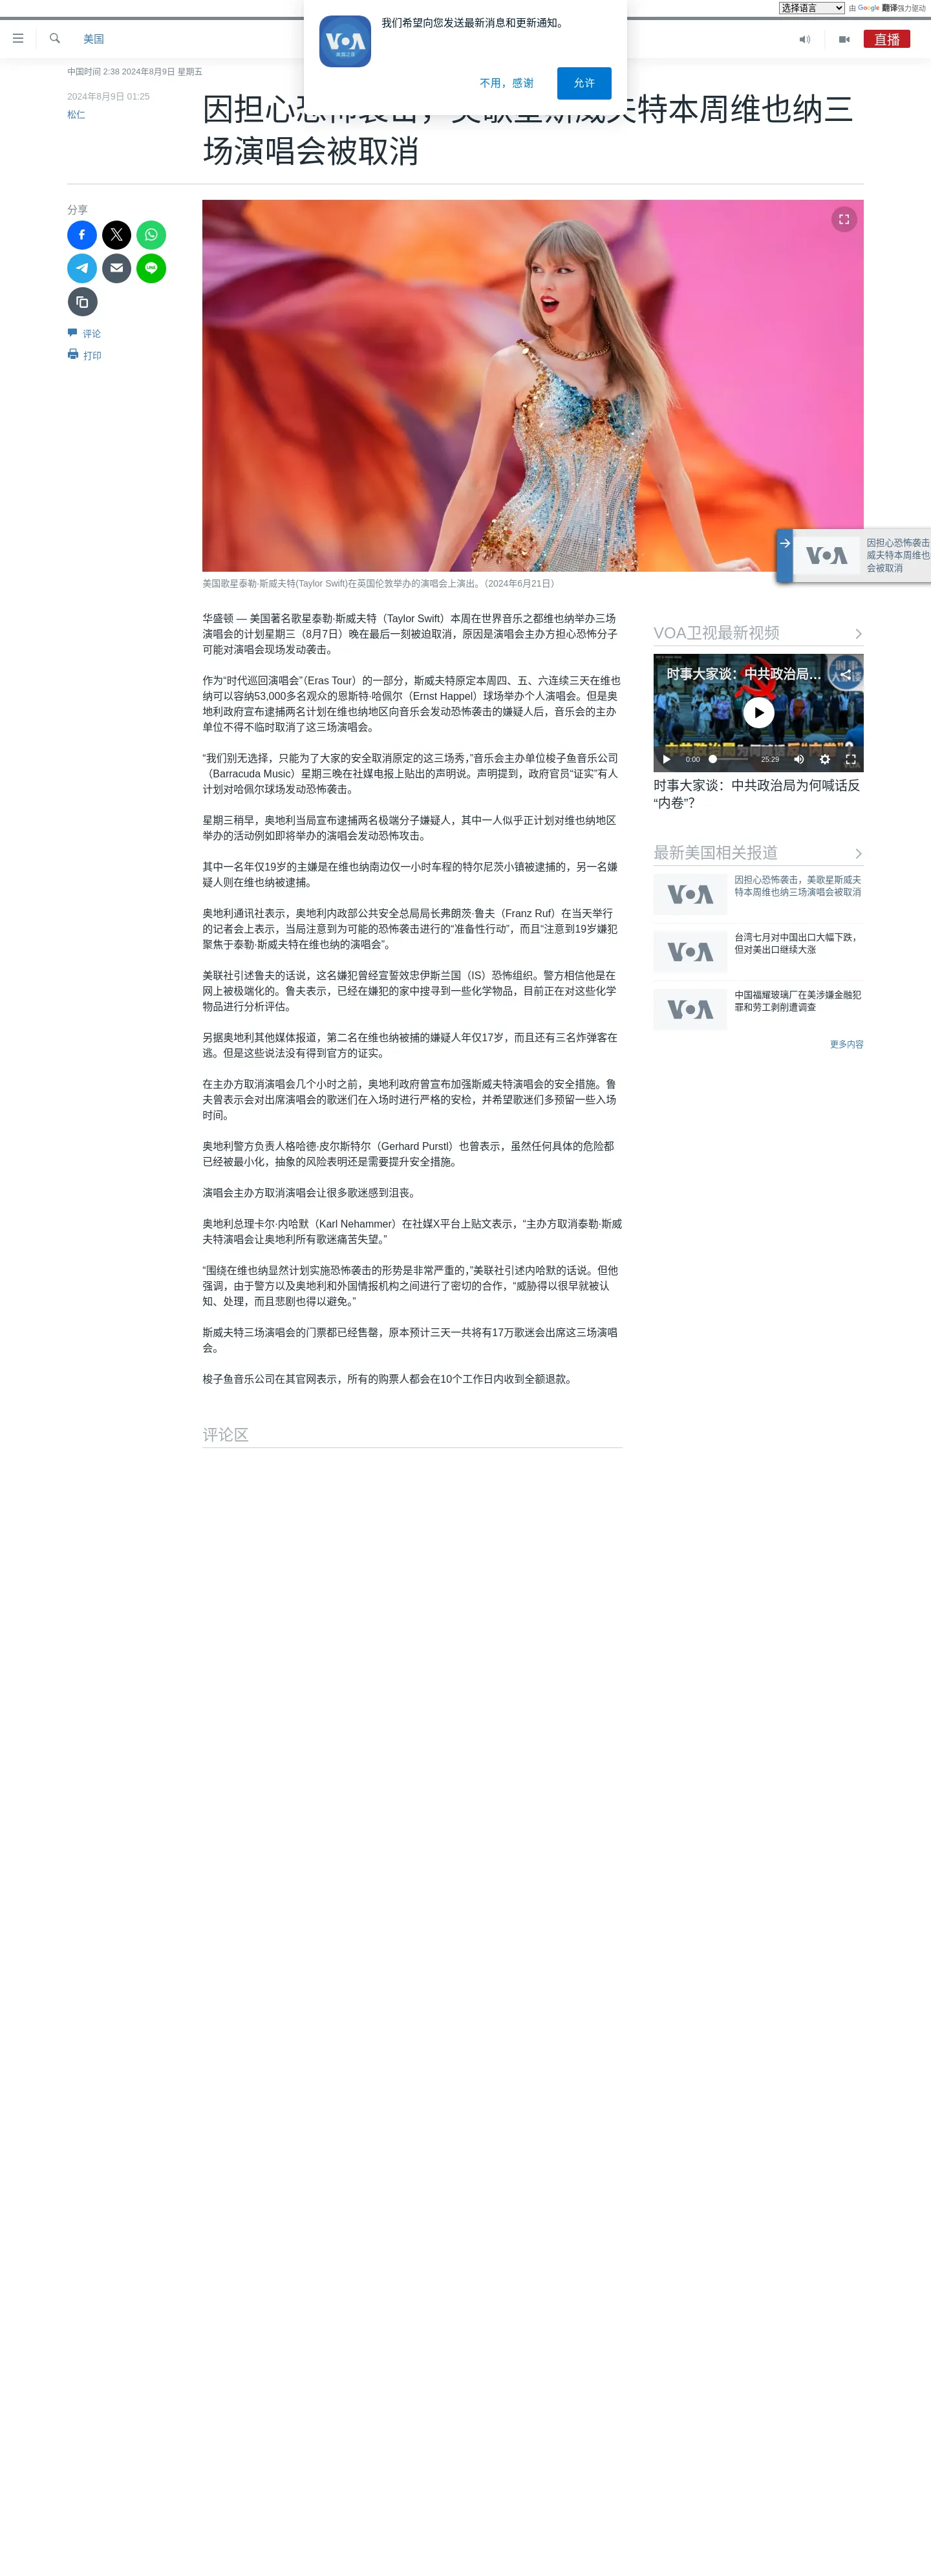 选择语言 由 Google 翻译强力驱动
我们希望向您发送最新消息和更新通知。
VOA
美国之音
不用，感谢
允许
美国
直播
中国时间 2:38 2024年8月9日 星期五
2024年8月9日 01:25
松仁
因担心恐怖袭击，美歌星斯威夫特本周维也纳三
场演唱会被取消
分享
评论
打印
美国歌星泰勒·斯威夫特(Taylor Swift)在英国伦敦举办的演唱会上演出。（2024年6月21日）
华盛顿 — 美国著名歌星泰勒·斯威夫特（Taylor Swift）本周在世界音乐之都维也纳举办三场
演唱会的计划星期三（8月7日）晚在最后一刻被迫取消，原因是演唱会主办方担心恐怖分子
可能对演唱会现场发动袭击。
作为“时代巡回演唱会”（Eras Tour）的一部分，斯威夫特原定本周四、五、六连续三天在维也
纳可以容纳53,000多名观众的恩斯特·哈佩尔（Ernst Happel）球场举办个人演唱会。但是奥
地利政府宣布逮捕两名计划在维也纳地区向音乐会发动恐怖袭击的嫌疑人后，音乐会的主办
单位不得不临时取消了这三场演唱会。
“我们别无选择，只能为了大家的安全取消原定的这三场秀，”音乐会主办单位梭子鱼音乐公司
（Barracuda Music）星期三晚在社媒电报上贴出的声明说。声明提到，政府官员“证实”有人
计划对哈佩尔球场发动恐怖袭击。
星期三稍早，奥地利当局宣布逮捕两名极端分子嫌疑人，其中一人似乎正计划对维也纳地区
举办的活动例如即将举办的演唱会发动恐怖攻击。
其中一名年仅19岁的主嫌是在维也纳南边仅一小时车程的特尔尼茨小镇被逮捕的，另一名嫌
疑人则在维也纳被逮捕。
奥地利通讯社表示，奥地利内政部公共安全总局局长弗朗茨·鲁夫（Franz Ruf）在当天举行
的记者会上表示，当局注意到为可能的恐怖袭击进行的“准备性行动”，而且“注意到19岁嫌犯
聚焦于泰勒·斯威夫特在维也纳的演唱会”。
美联社引述鲁夫的话说，这名嫌犯曾经宣誓效忠伊斯兰国（IS）恐怖组织。警方相信他是在
网上被极端化的。鲁夫表示，已经在嫌犯的家中搜寻到一些化学物品，目前正在对这些化学
物品进行分析评估。
另据奥地利其他媒体报道，第二名在维也纳被捕的嫌疑人年仅17岁，而且还有三名炸弹客在
逃。但是这些说法没有得到官方的证实。
在主办方取消演唱会几个小时之前，奥地利政府曾宣布加强斯威夫特演唱会的安全措施。鲁
夫曾表示会对出席演唱会的歌迷们在入场时进行严格的安检，并希望歌迷们多预留一些入场
时间。
奥地利警方负责人格哈德·皮尔斯特尔（Gerhard Purstl）也曾表示，虽然任何具体的危险都
已经被最小化，抽象的风险表明还是需要提升安全措施。
演唱会主办方取消演唱会让很多歌迷感到沮丧。
奥地利总理卡尔·内哈默（Karl Nehammer）在社媒X平台上贴文表示，“主办方取消泰勒·斯威
夫特演唱会让奥地利所有歌迷痛苦失望。”
“围绕在维也纳显然计划实施恐怖袭击的形势是非常严重的，”美联社引述内哈默的话说。但他
强调，由于警方以及奥地利和外国情报机构之间进行了密切的合作，“威胁得以很早就被认
知、处理，而且悲剧也得以避免。”
斯威夫特三场演唱会的门票都已经售罄，原本预计三天一共将有17万歌迷会出席这三场演唱
会。
梭子鱼音乐公司在其官网表示，所有的购票人都会在10个工作日内收到全额退款。
评论区
VOA
因担心恐怖袭击
威夫特本周维也
会被取消
VOA卫视最新视频
时事大家谈：中共政治局…
0:00
25:29
时事大家谈：中共政治局为何喊话反
“内卷”？
最新美国相关报道
VOA
因担心恐怖袭击，美歌星斯威夫
特本周维也纳三场演唱会被取消
VOA
台湾七月对中国出口大幅下跌，
但对美出口继续大涨
VOA
中国福耀玻璃厂在美涉嫌金融犯
罪和劳工剥削遭调查
更多内容